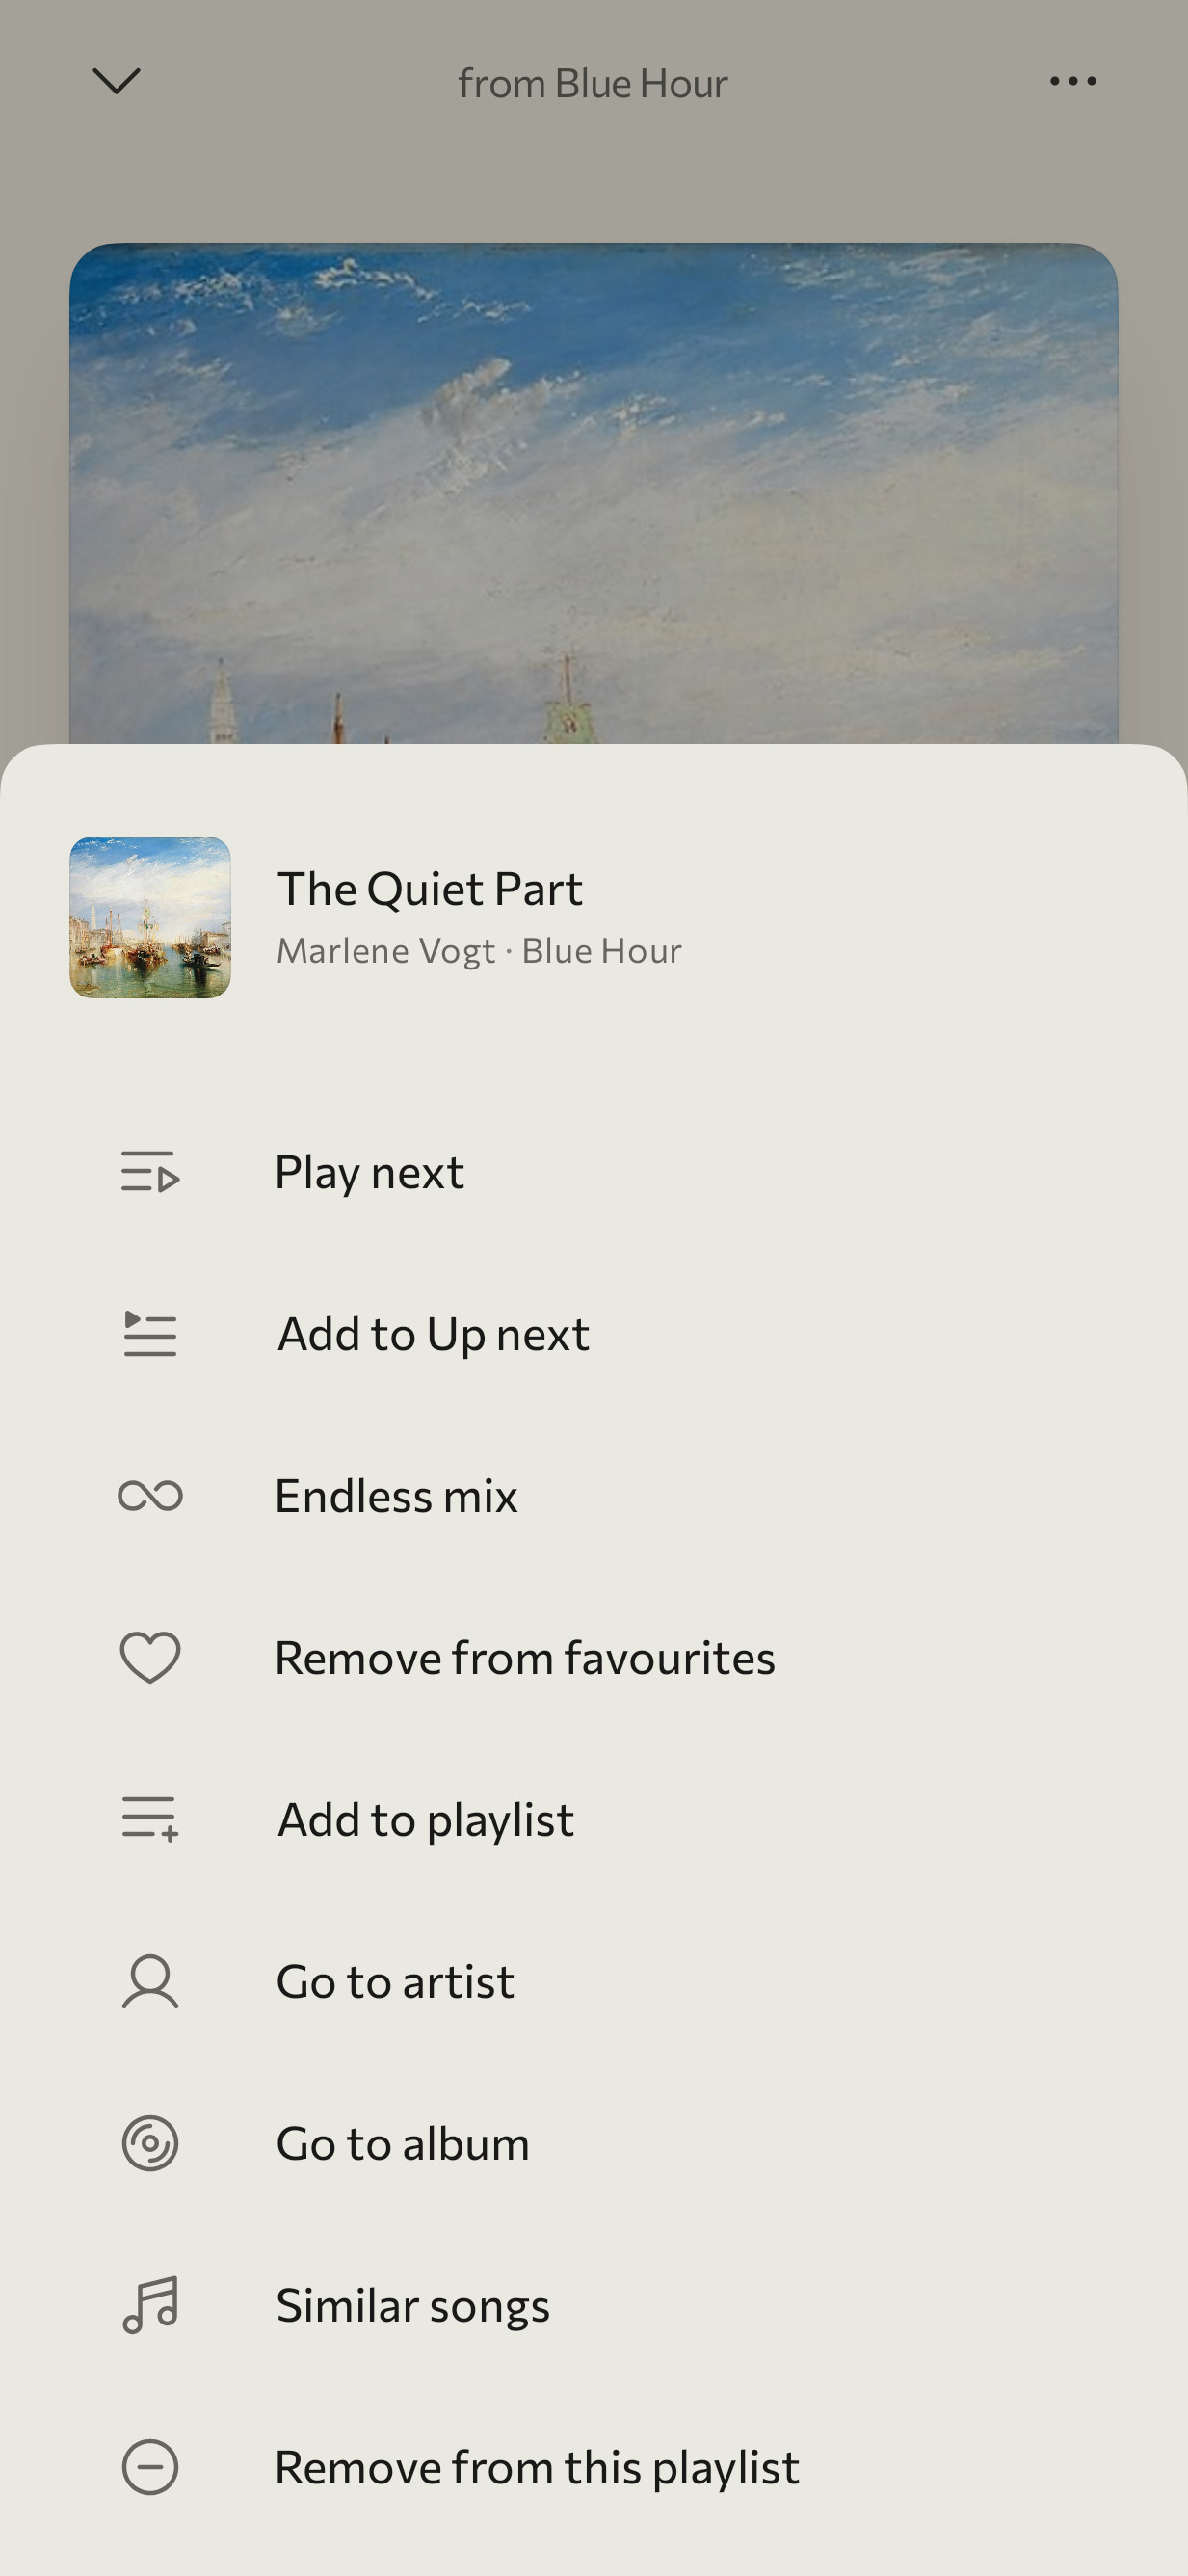 from Blue Hour
The Quiet Part
Marlene Vogt · Blue Hour
Play next
Add to Up next
Endless mix
Remove from favourites
Add to playlist
Go to artist
Go to album
Similar songs
Remove from this playlist